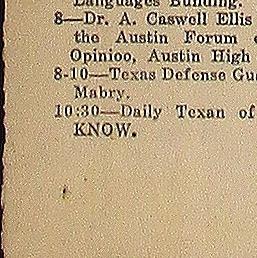 Languages Building.
8—Dr. A. Caswell Ellis
the Austin Forum
Opinioo, Austin High
8-10—Texas Defense Gu
Mabry.
10:30—Daily Texan of
KNOW.